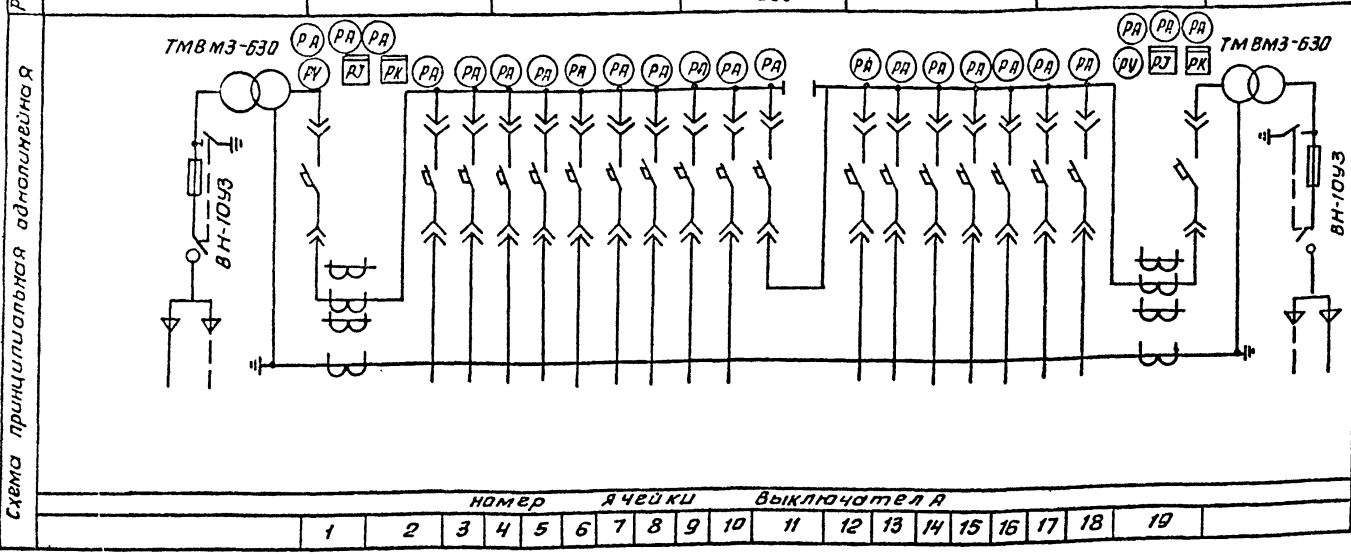 Схема принципиальная однолинейная
ТМВМЗ-630
PA PA PA
PV PJ PK
PA PA PA PA PA PA PA PA PA PA
PA PA PA PA PA PA PA
PA PA PA
PV PJ PK
ТМВМЗ-630
ВН-10У3
ВН-10У3
номер ячейки выключателя
1 2 3 4 5 6 7 8 9 10 11 12 13 14 15 16 17 18 19